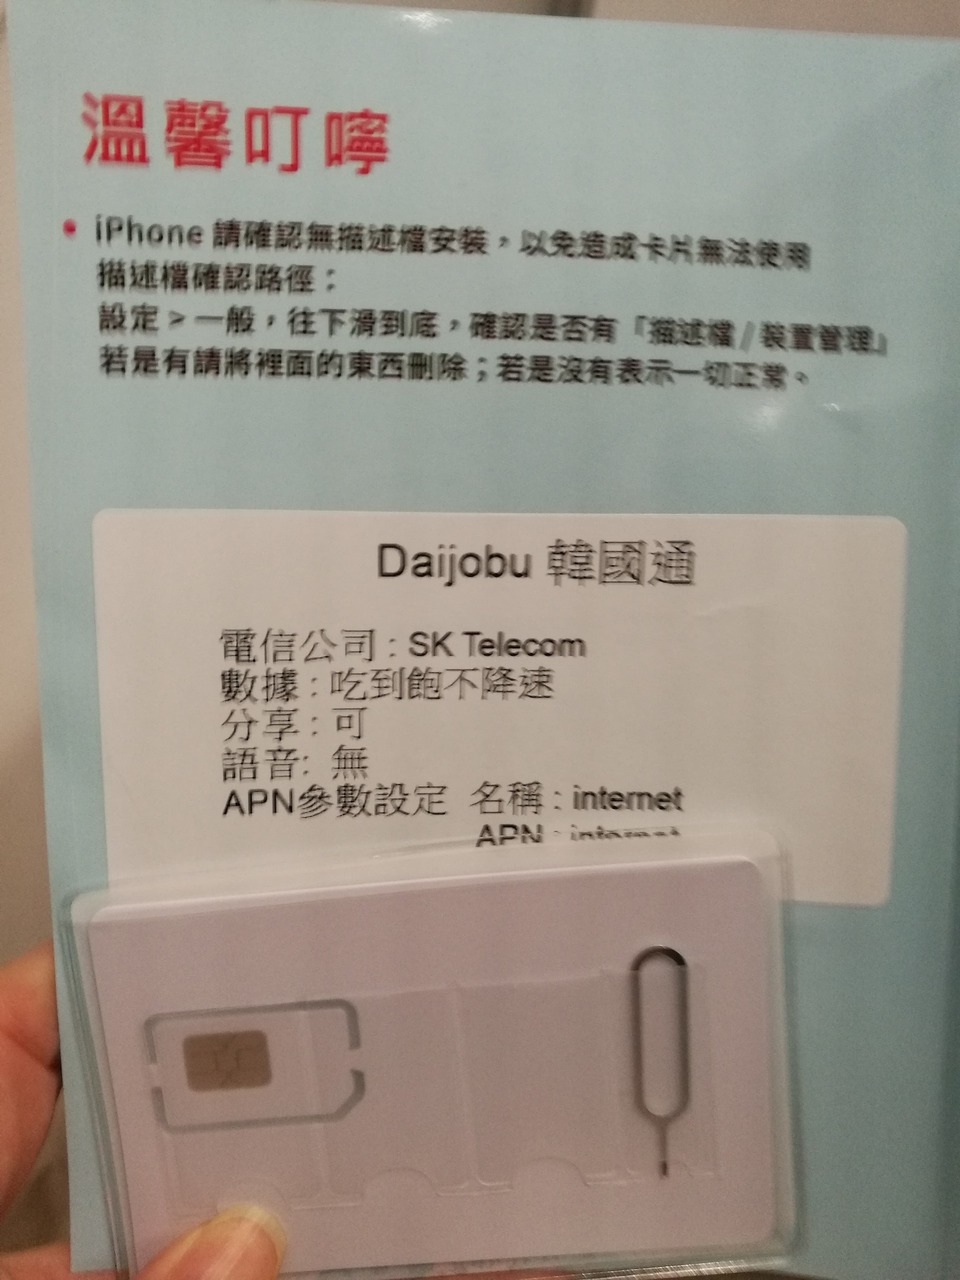 溫馨叮嚀
• iPhone 請確認無描述檔安裝，以免造成卡片無法使用
描述檔確認路徑：
設定 > 一般，往下滑到底，確認是否有「描述檔 / 裝置管理」
若是有請將裡面的東西刪除；若是沒有表示一切正常。
Daijobu 韓國通
電信公司 : SK Telecom
數據 : 吃到飽不降速
分享 : 可
語音: 無
APN參數設定 名稱 : internet
APN : internet